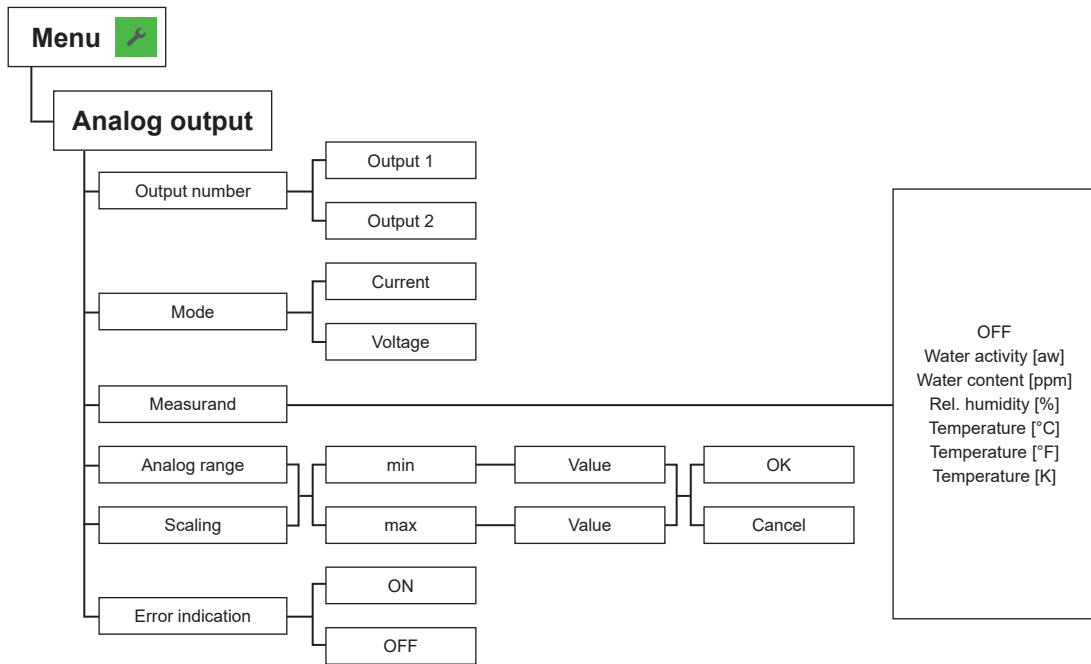 Menu
Analog output
Output number
Output 1
Output 2
Mode
Current
Voltage
Measurand
OFF
Water activity [aw]
Water content [ppm]
Rel. humidity [%]
Temperature [°C]
Temperature [°F]
Temperature [K]
Analog range
min
Value
OK
Scaling
max
Value
Cancel
Error indication
ON
OFF